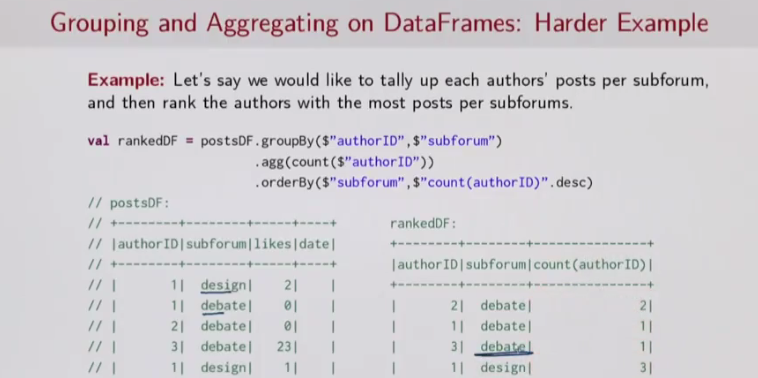 Grouping and Aggregating on DataFrames: Harder Example
Example: Let's say we would like to tally up each authors' posts per subforum,
and then rank the authors with the most posts per subforums.
val rankedDF = postsDF.groupBy($"authorID",$"subforum")
.agg(count($"authorID"))
.orderBy($"subforum",$"count(authorID)".desc)
// postsDF:
// +--------+--------+-----+----+
// |authorID|subforum|likes|date|
// +--------+--------+-----+----+
// | 1| design| 2| |
// | 1| debate| 0| |
// | 2| debate| 0| |
// | 3| debate| 23| |
// | 1| design| 1| |
rankedDF:
+--------+--------+---------------+
|authorID|subforum|count(authorID)|
+--------+--------+---------------+
| 2| debate| 2|
| 1| debate| 1|
| 3| debate| 1|
| 1| design| 3|